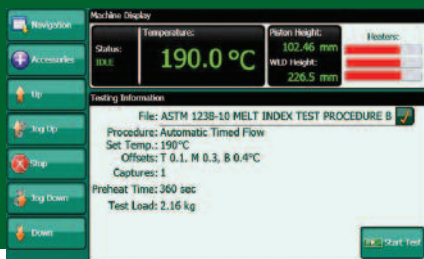 Navigation
Accessories
Up
Jog Up
Stop
Jog Down
Down
Machine Display
Status:
IDLE
Temperature:
190.0 °C
Piston Height:
102.46 mm
WLD Height:
226.5 mm
Heaters:
Testing Information
File: ASTM 1238-10 MELT INDEX TEST PROCEDURE B
Procedure: Automatic Timed Flow
Set Temp.: 190°C
Offsets: T 0.1, M 0.3, B 0.4°C
Captures: 1
Preheat Time: 360 sec
Test Load: 2.16 kg
Start Test